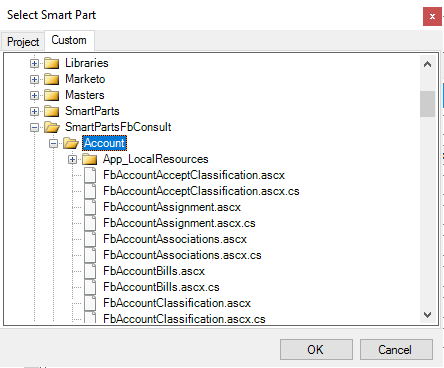 Select Smart Part
x
Project Custom
Libraries
Marketo
Masters
SmartParts
SmartPartsFbConsult
Account
App_LocalResources
FbAccountAcceptClassification.ascx
FbAccountAcceptClassification.ascx.cs
FbAccountAssignment.ascx
FbAccountAssignment.ascx.cs
FbAccountAssociations.ascx
FbAccountAssociations.ascx.cs
FbAccountBills.ascx
FbAccountBills.ascx.cs
FbAccountClassification.ascx
FbAccountClassification.ascx.cs
OK Cancel